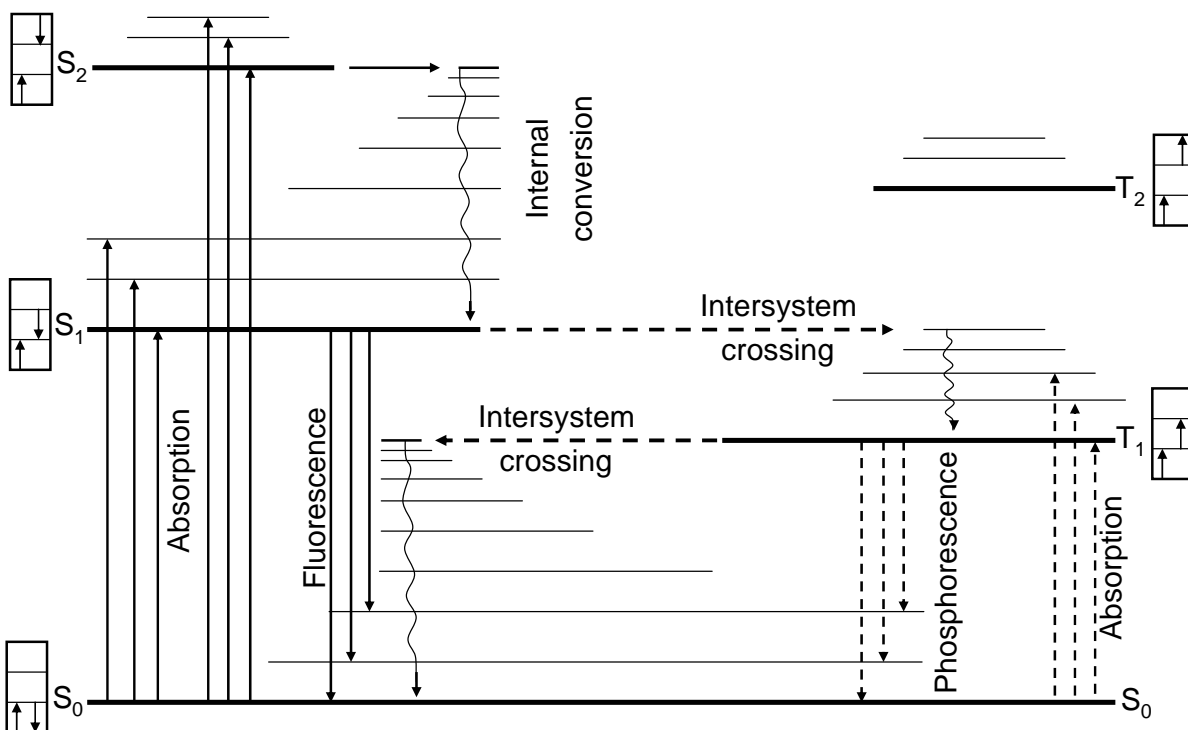 S₂
Internal
conversion
T₂
S₁
Intersystem
crossing
Absorption
Fluorescence
Intersystem
crossing
T₁
Phosphorescence
Absorption
S₀
S₀